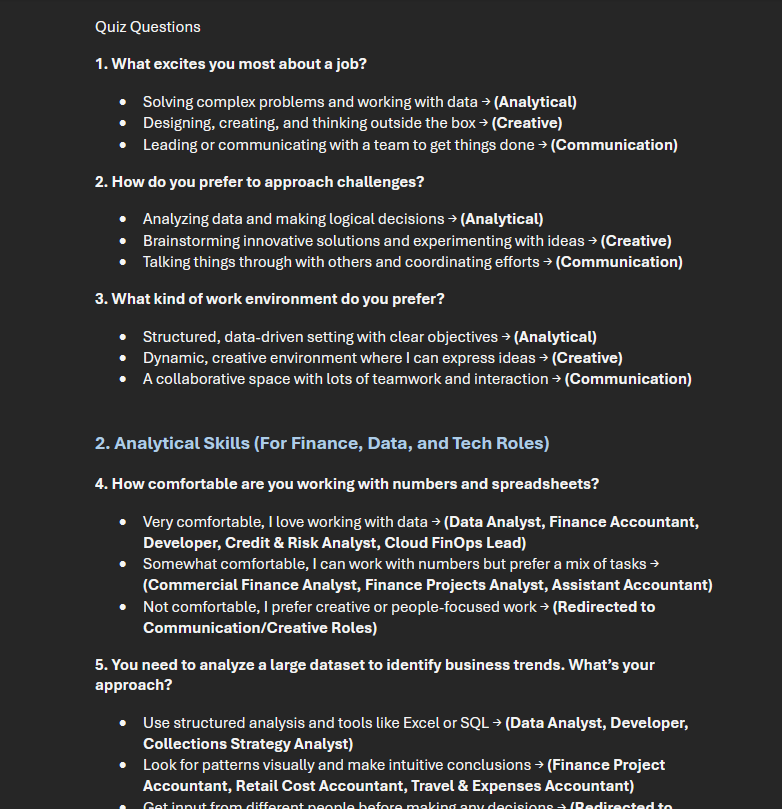 Quiz Questions
1. What excites you most about a job?
• Solving complex problems and working with data → (Analytical)
• Designing, creating, and thinking outside the box → (Creative)
• Leading or communicating with a team to get things done → (Communication)
2. How do you prefer to approach challenges?
• Analyzing data and making logical decisions → (Analytical)
• Brainstorming innovative solutions and experimenting with ideas → (Creative)
• Talking things through with others and coordinating efforts → (Communication)
3. What kind of work environment do you prefer?
• Structured, data-driven setting with clear objectives → (Analytical)
• Dynamic, creative environment where I can express ideas → (Creative)
• A collaborative space with lots of teamwork and interaction → (Communication)
2. Analytical Skills (For Finance, Data, and Tech Roles)
4. How comfortable are you working with numbers and spreadsheets?
• Very comfortable, I love working with data → (Data Analyst, Finance Accountant,
Developer, Credit & Risk Analyst, Cloud FinOps Lead)
• Somewhat comfortable, I can work with numbers but prefer a mix of tasks →
(Commercial Finance Analyst, Finance Projects Analyst, Assistant Accountant)
• Not comfortable, I prefer creative or people-focused work → (Redirected to
Communication/Creative Roles)
5. You need to analyze a large dataset to identify business trends. What's your
approach?
• Use structured analysis and tools like Excel or SQL → (Data Analyst, Developer,
Collections Strategy Analyst)
• Look for patterns visually and make intuitive conclusions → (Finance Project
Accountant, Retail Cost Accountant, Travel & Expenses Accountant)
• Get input from different people before making any decisions → (Redirected to